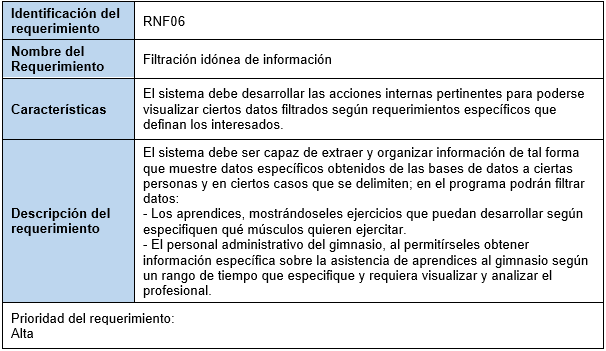 Identificación del
requerimiento
RNF06
Nombre del
Requerimiento
Filtración idónea de información
Características
El sistema debe desarrollar las acciones internas pertinentes para poderse
visualizar ciertos datos filtrados según requerimientos específicos que
definan los interesados.
Descripción del
requerimiento
El sistema debe ser capaz de extraer y organizar información de tal forma
que muestre datos específicos obtenidos de las bases de datos a ciertas
personas y en ciertos casos que se delimiten; en el programa podrán filtrar
datos:
- Los aprendices, mostrándoseles ejercicios que puedan desarrollar según
especifiquen qué músculos quieren ejercitar.
- El personal administrativo del gimnasio, al permitírseles obtener
información específica sobre la asistencia de aprendices al gimnasio según
un rango de tiempo que especifique y requiera visualizar y analizar el
profesional.
Prioridad del requerimiento:
Alta